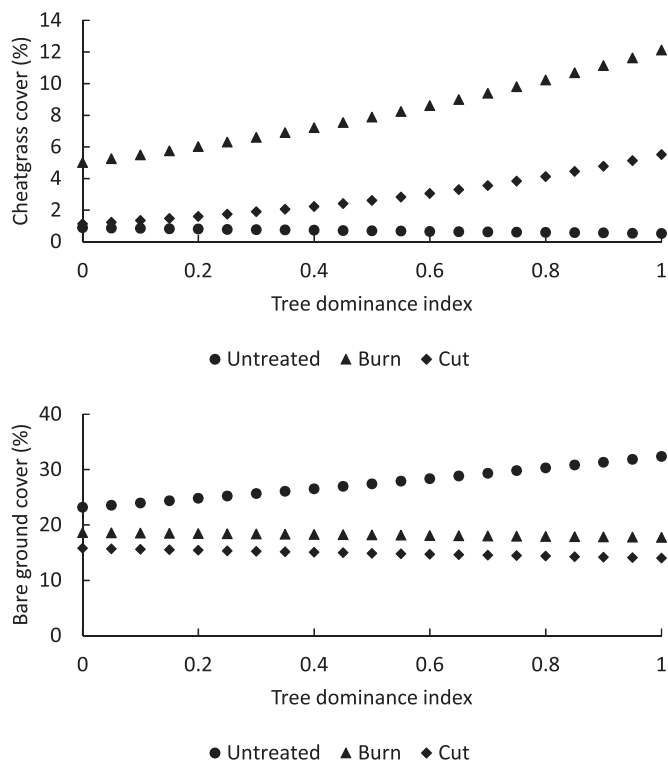 14
12
10
8
6
4
2
0
Cheatgrass cover (%)
0 0.2 0.4 0.6 0.8 1
Tree dominance index
Untreated Burn Cut
40
30
20
10
0
Bare ground cover (%)
0 0.2 0.4 0.6 0.8 1
Tree dominance index
Untreated Burn Cut